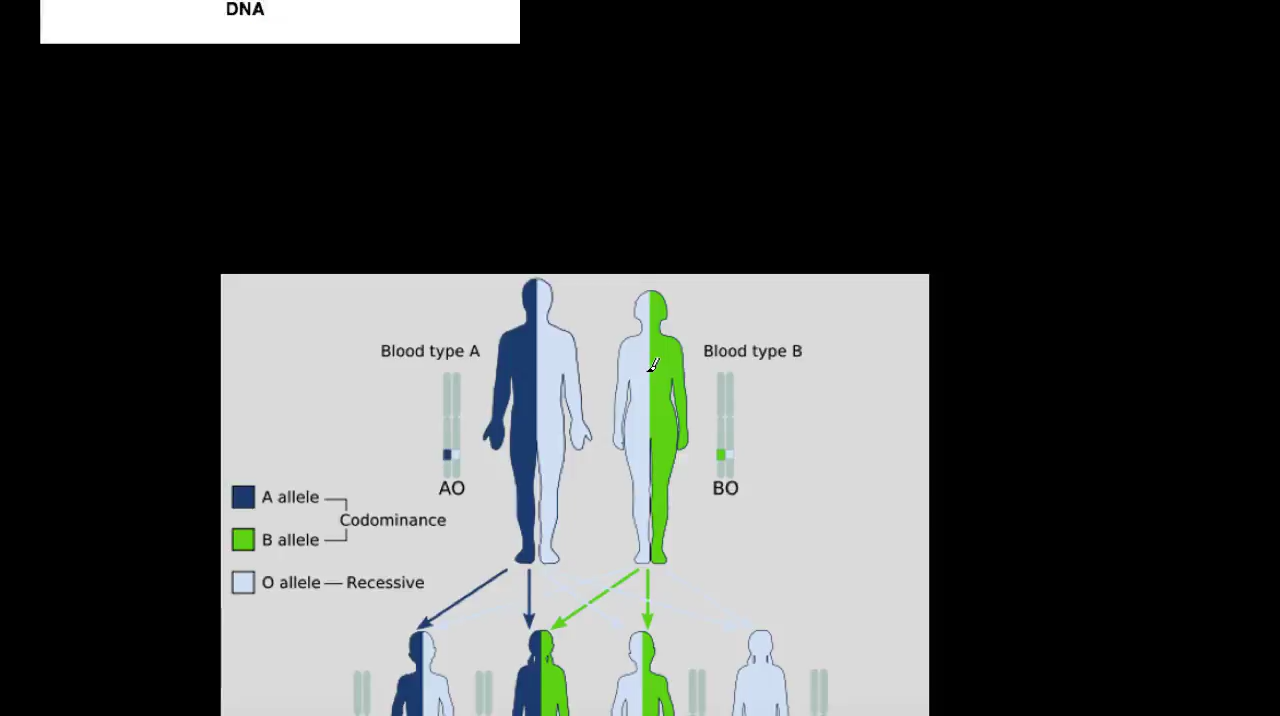 DNA
Blood type A
Blood type B
AO
BO
A allele
Codominance
B allele
O allele — Recessive